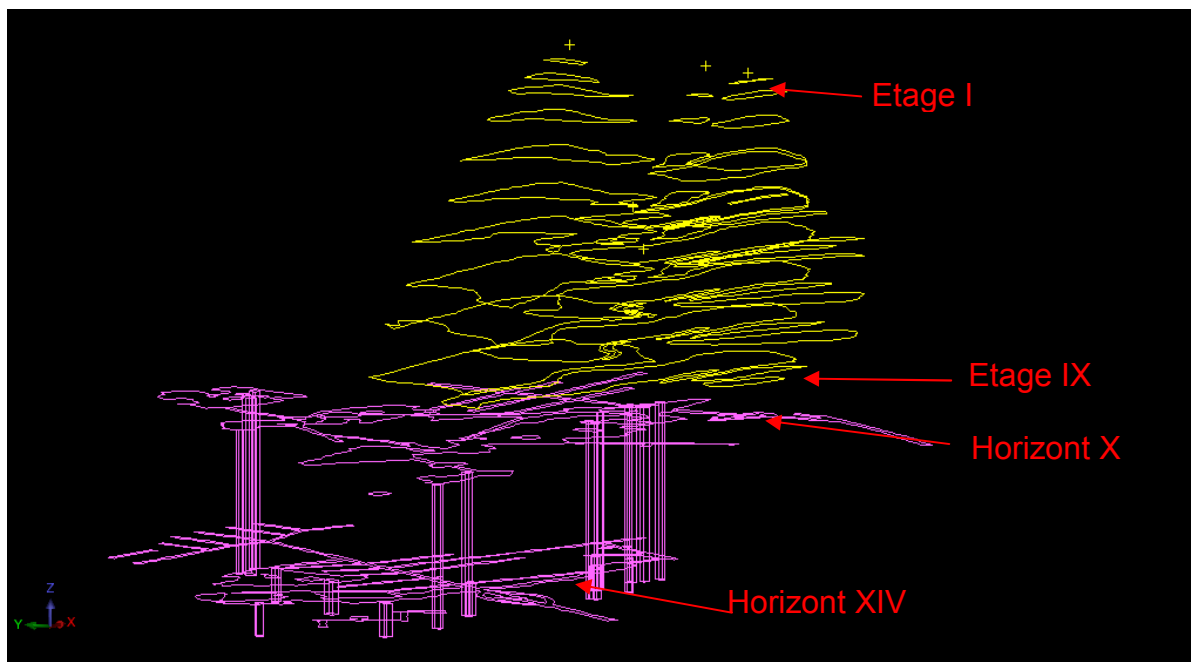 Etage I
Etage IX
Horizont X
Horizont XIV
Z
Y
X